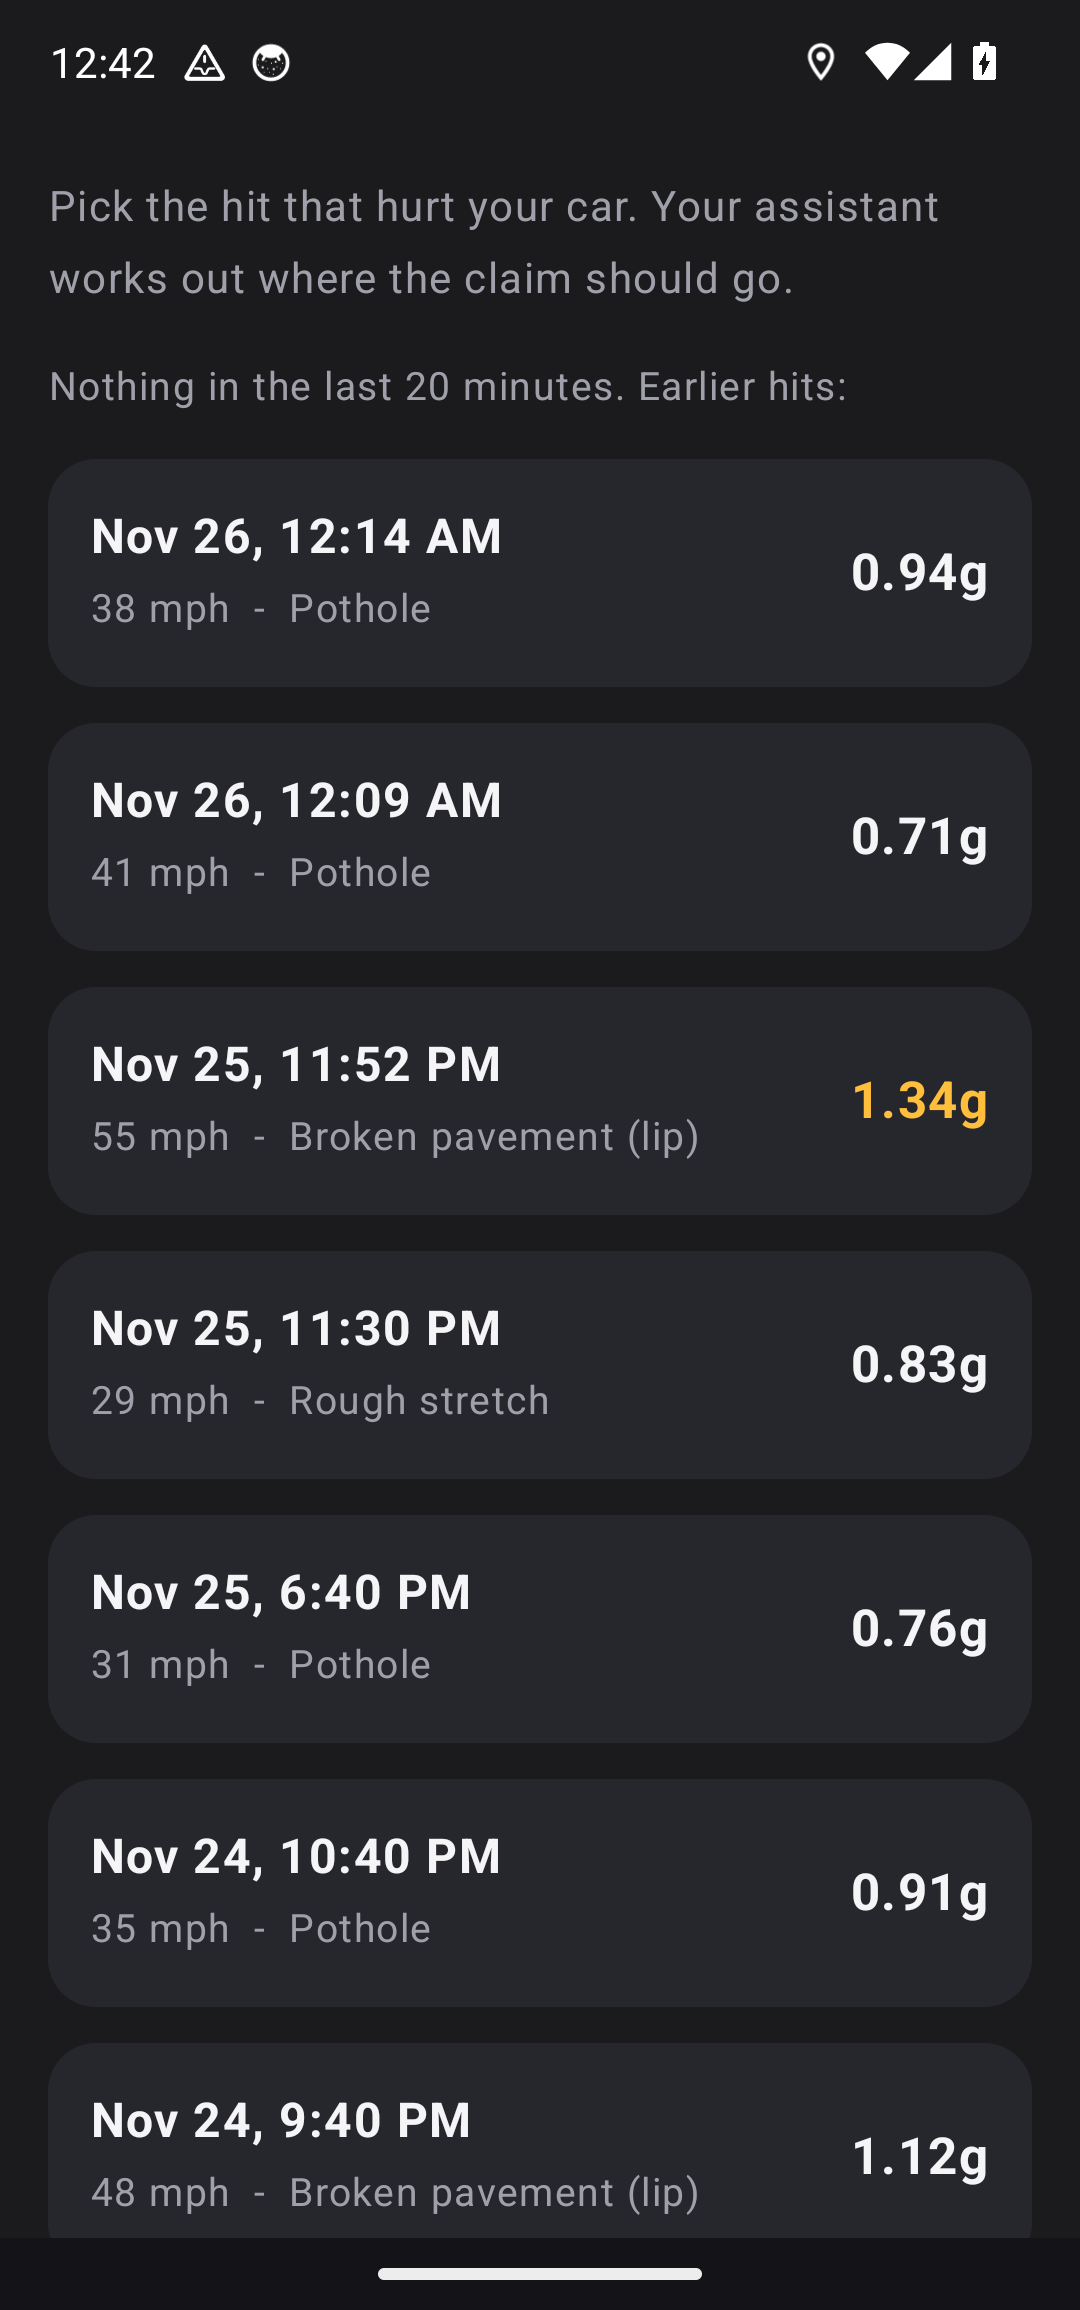 12:42
Pick the hit that hurt your car. Your assistant
works out where the claim should go.
Nothing in the last 20 minutes. Earlier hits:
Nov 26, 12:14 AM
38 mph - Pothole
0.94g
Nov 26, 12:09 AM
41 mph - Pothole
0.71g
Nov 25, 11:52 PM
55 mph - Broken pavement (lip)
1.34g
Nov 25, 11:30 PM
29 mph - Rough stretch
0.83g
Nov 25, 6:40 PM
31 mph - Pothole
0.76g
Nov 24, 10:40 PM
35 mph - Pothole
0.91g
Nov 24, 9:40 PM
48 mph - Broken pavement (lip)
1.12g